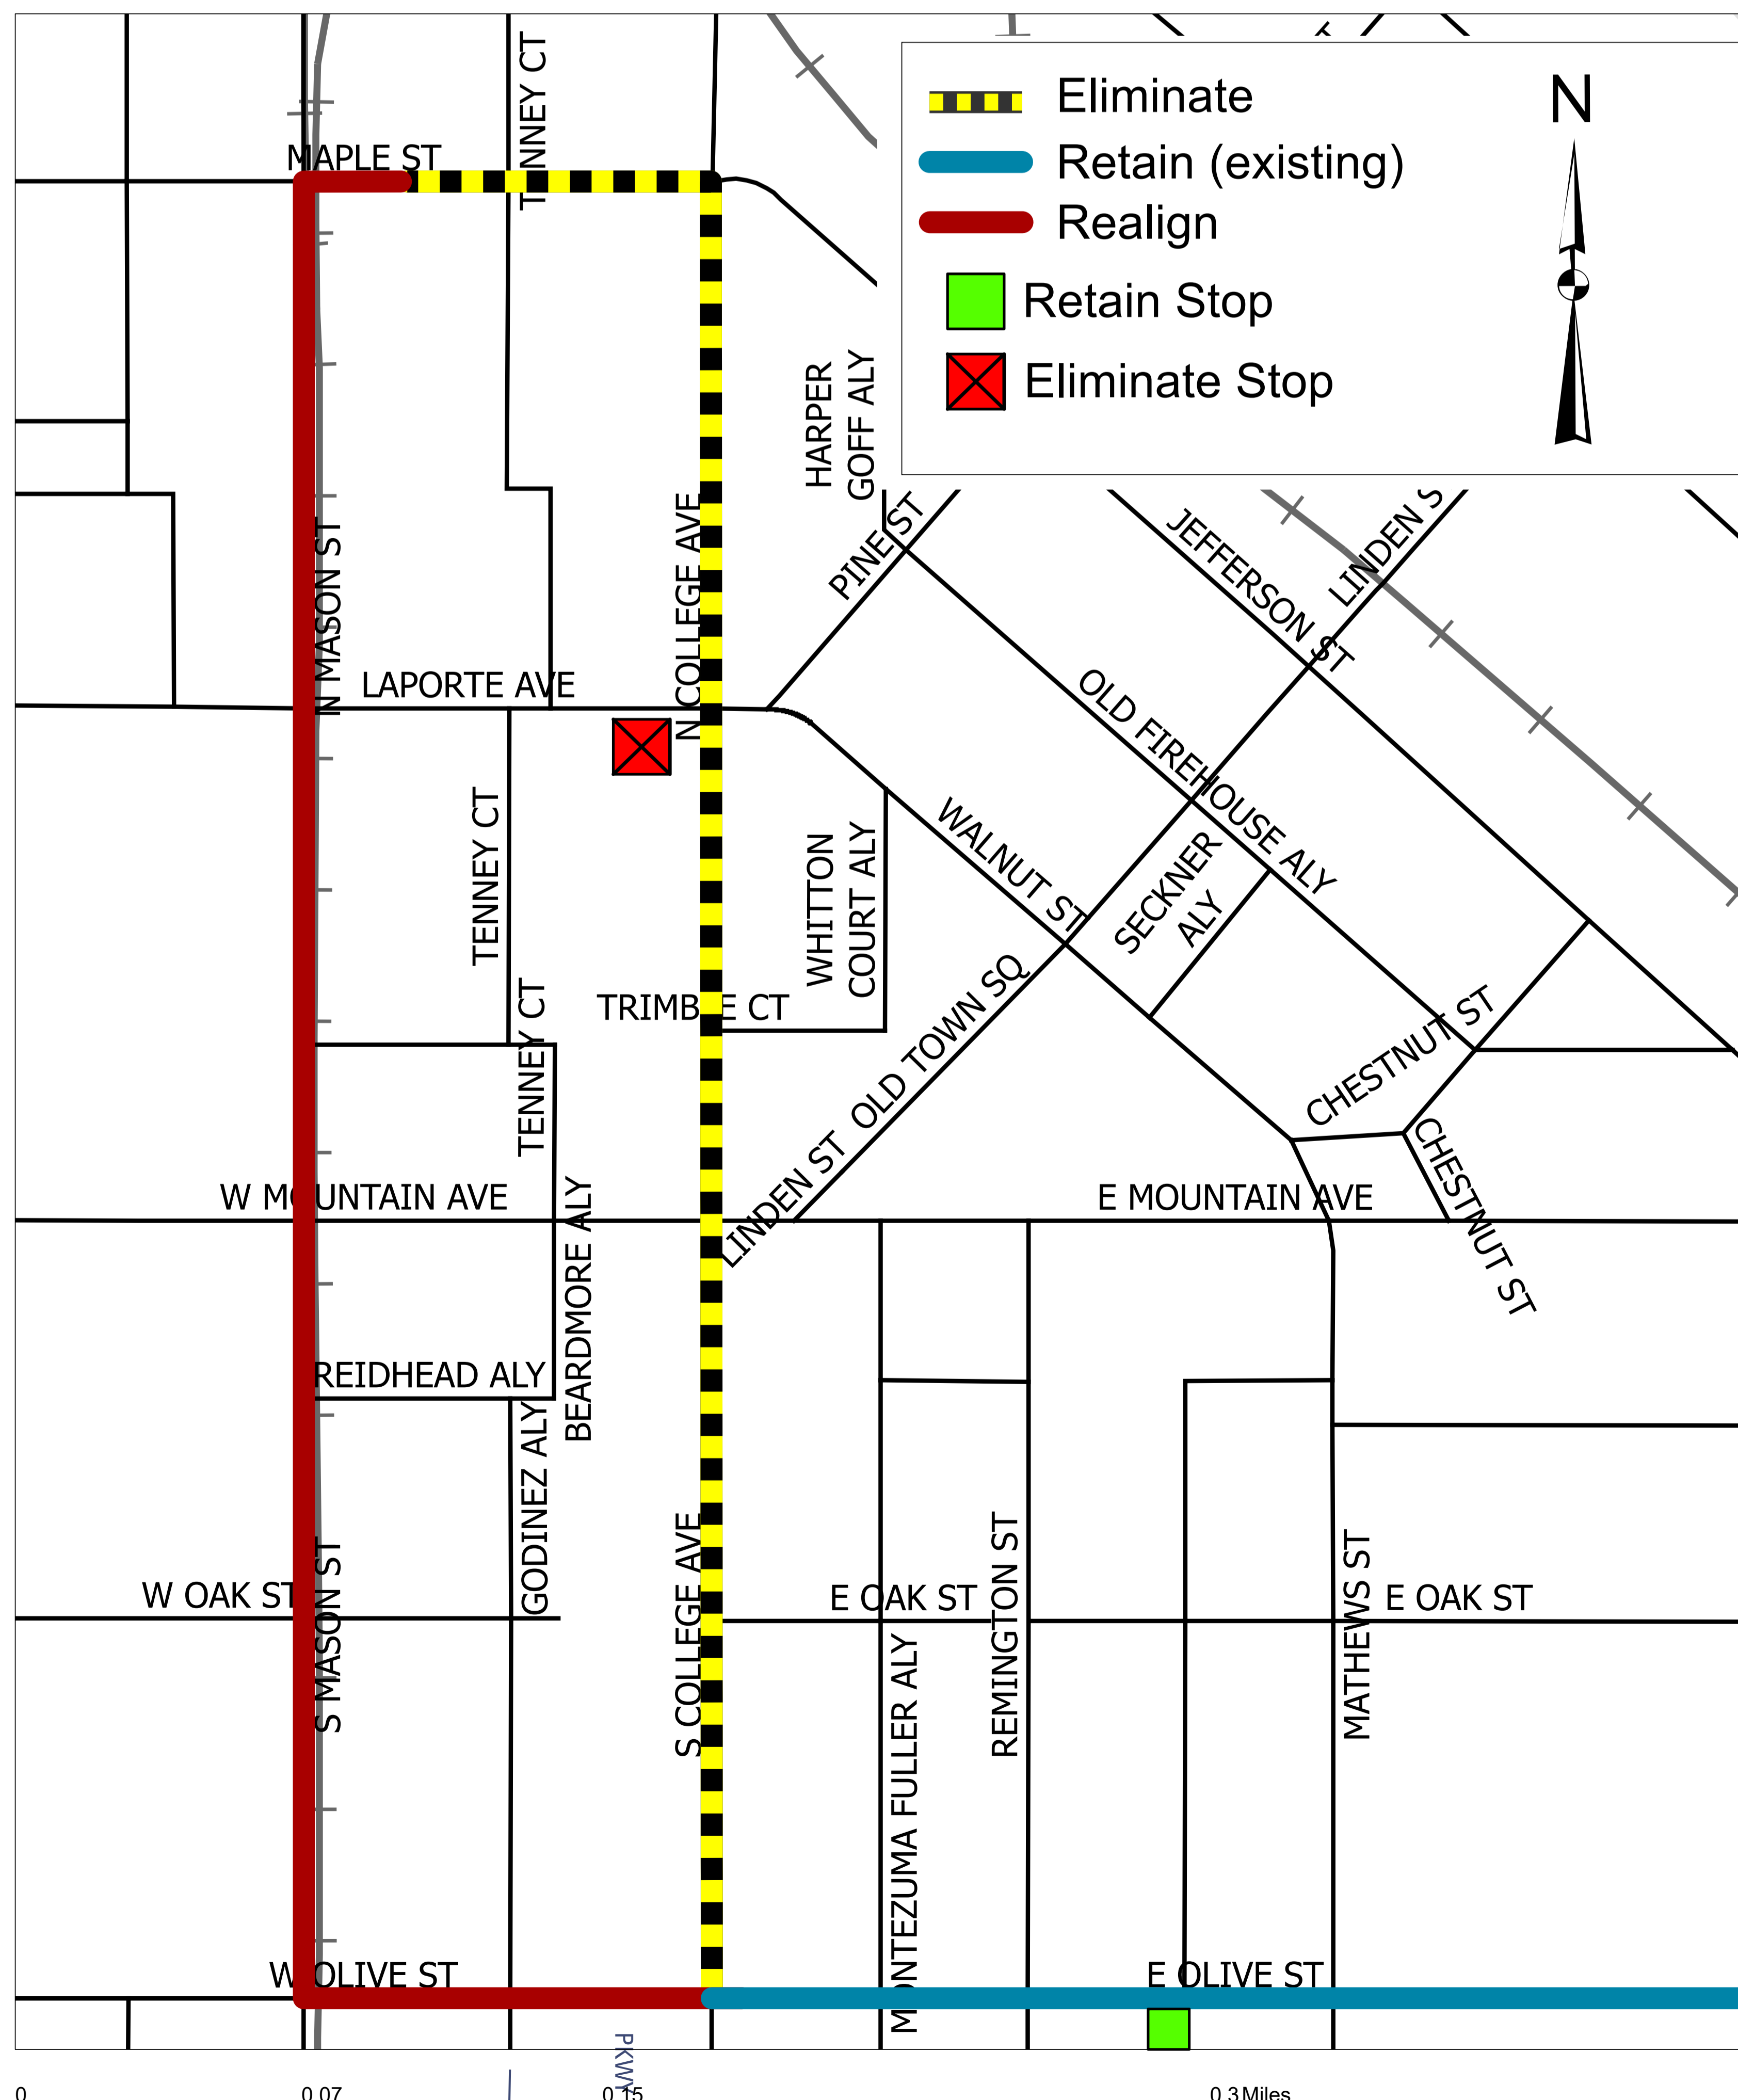 TENNEY CT
MAPLE ST
Eliminate
Retain (existing)
Realign
Retain Stop
Eliminate Stop
N
HARPER
GOFF ALY
PINE ST
JEFFERSON ST
LINDEN S
N MASON ST
N COLLEGE AVE
LAPORTE AVE
OLD FIREHOUSE ALY
TENNEY CT
WHITTON
COURT ALY
WALNUT ST
SECKNER
ALY
TRIMB E CT
TENNEY CT
OLD TOWN SQ
CHESTNUT ST
LINDEN ST
CHESTNUT ST
W MOUNTAIN AVE
E MOUNTAIN AVE
BEARDMORE ALY
REIDHEAD ALY
GODINEZ ALY
S MASON ST
S COLLEGE AVE
REMINGTON ST
MATHEWS ST
W OAK ST
E OAK ST
E OAK ST
MONTEZUMA FULLER ALY
W OLIVE ST
E OLIVE ST
PKWY
0
0.07
0.15
0.3 Miles